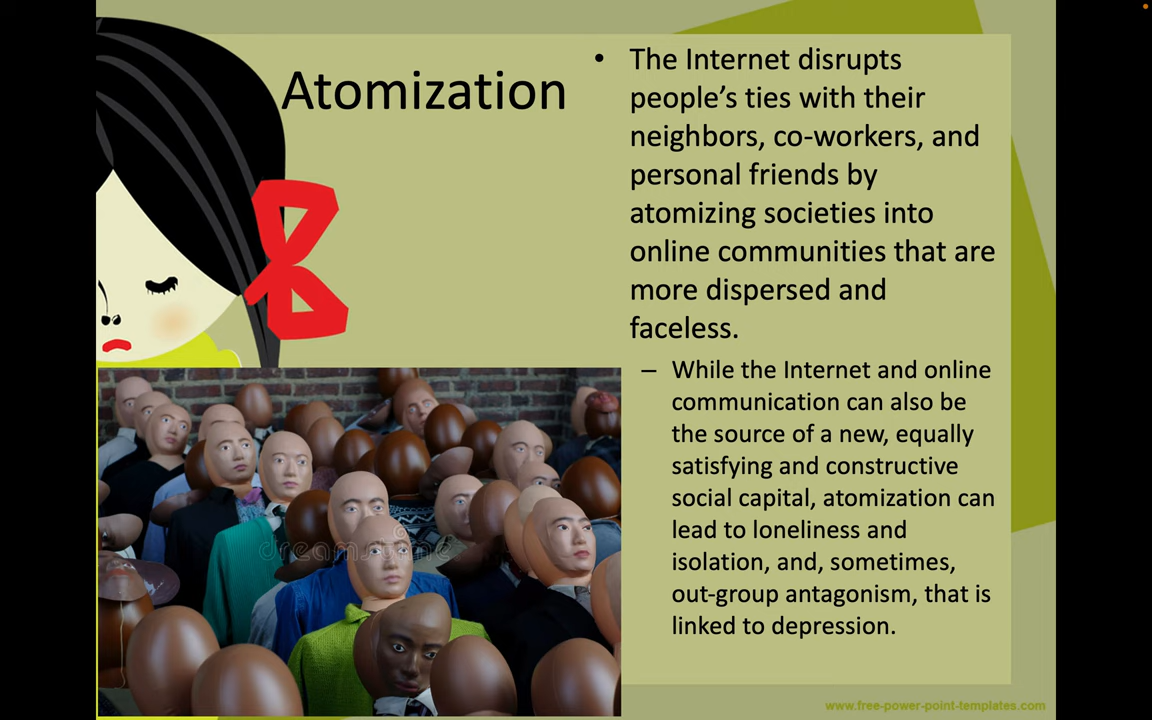 Atomization
• The Internet disrupts
people’s ties with their
neighbors, co-workers, and
personal friends by
atomizing societies into
online communities that are
more dispersed and
faceless.
– While the Internet and online
communication can also be
the source of a new, equally
satisfying and constructive
social capital, atomization can
lead to loneliness and
isolation, and, sometimes,
out-group antagonism, that is
linked to depression.
dreamstime
www.free-power-point-templates.com